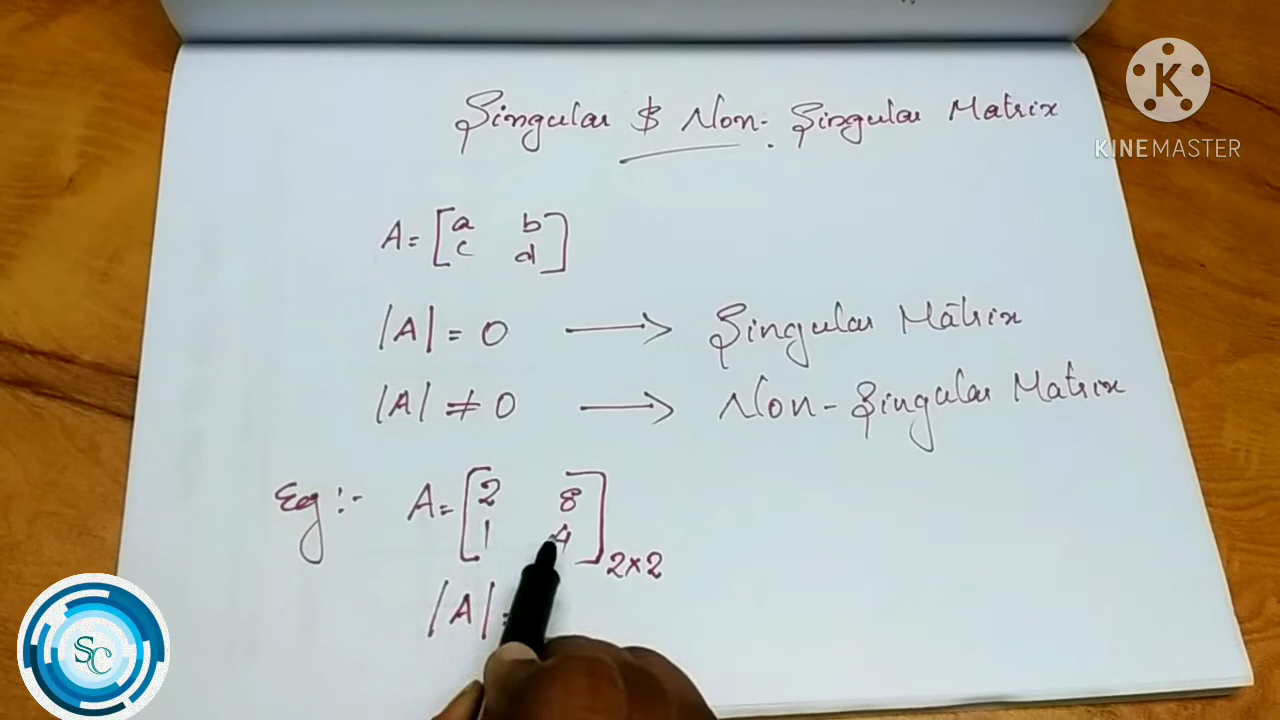 Singular & Non-Singular Matrix
K
KINEMASTER
A = [a b
c d]
|A| = 0 → Singular Matrix
|A| ≠ 0 → Non-Singular Matrix
Eg :- A = [2 8
1 4] 2×2
|A| =
SC